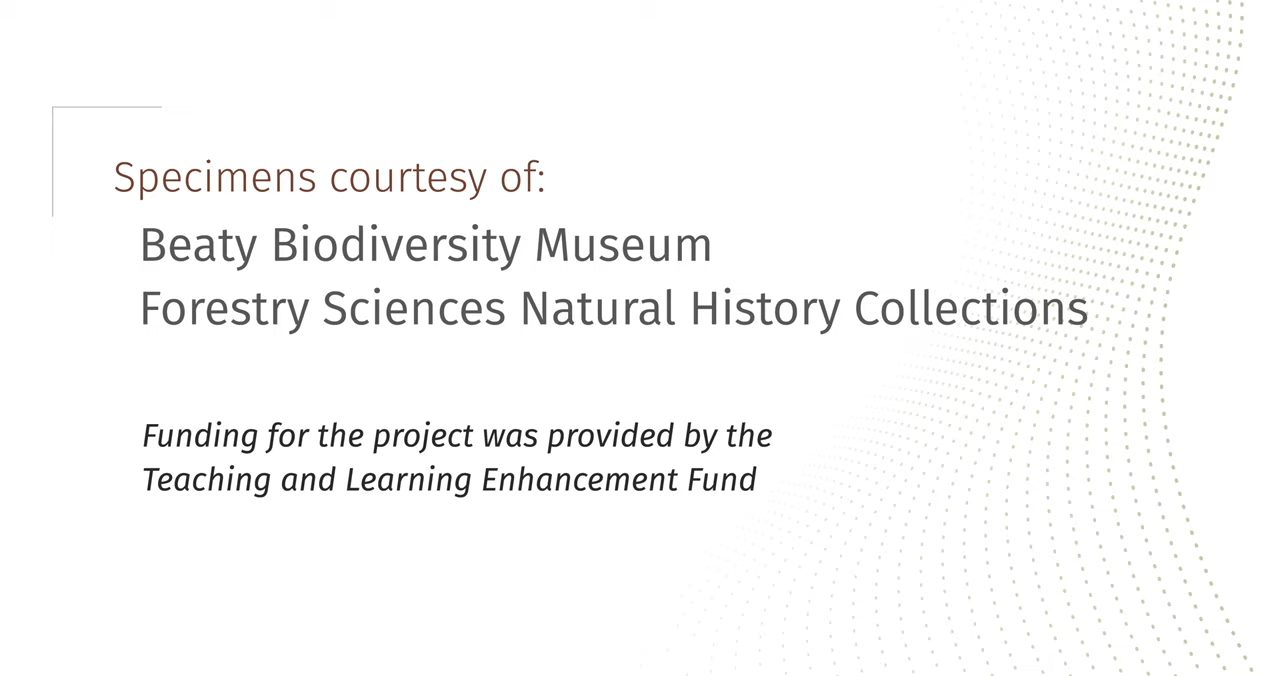 Specimens courtesy of:
Beaty Biodiversity Museum
Forestry Sciences Natural History Collections
Funding for the project was provided by the
Teaching and Learning Enhancement Fund